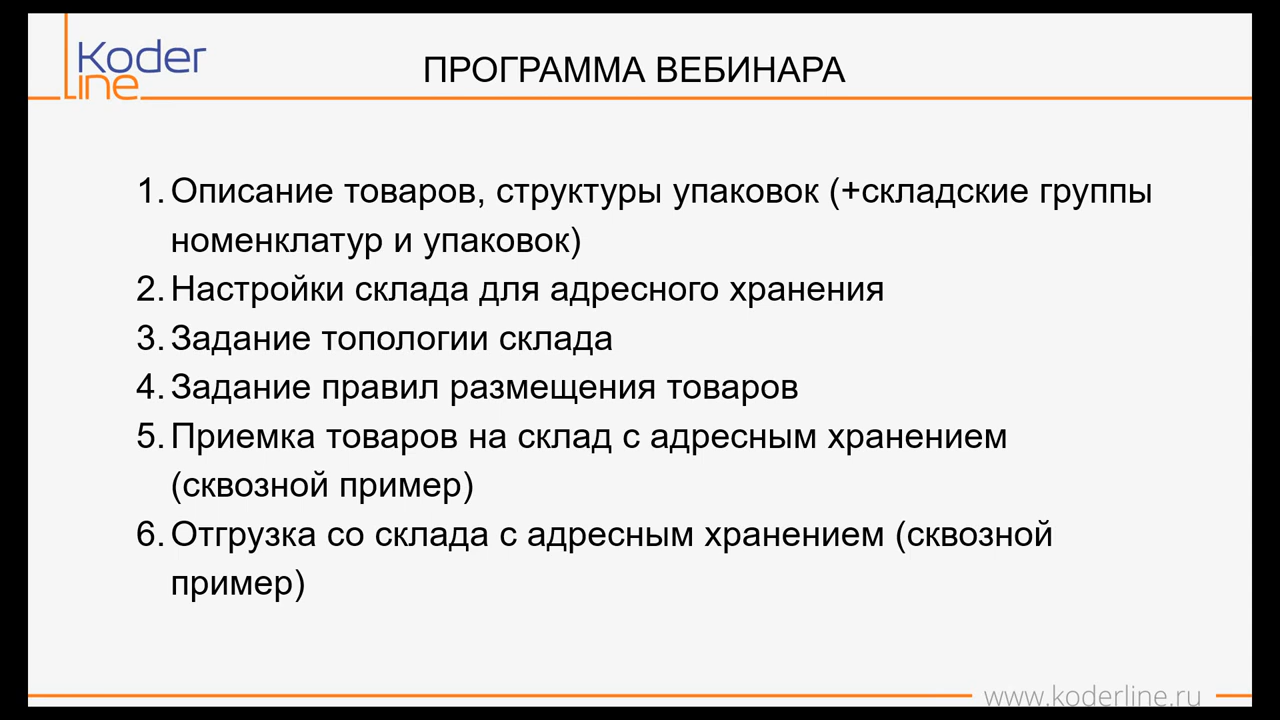 Koder
line
ПРОГРАММА ВЕБИНАРА
1. Описание товаров, структуры упаковок (+складские группы
номенклатур и упаковок)
2. Настройки склада для адресного хранения
3. Задание топологии склада
4. Задание правил размещения товаров
5. Приемка товаров на склад с адресным хранением
(сквозной пример)
6. Отгрузка со склада с адресным хранением (сквозной
пример)
www.koderline.ru